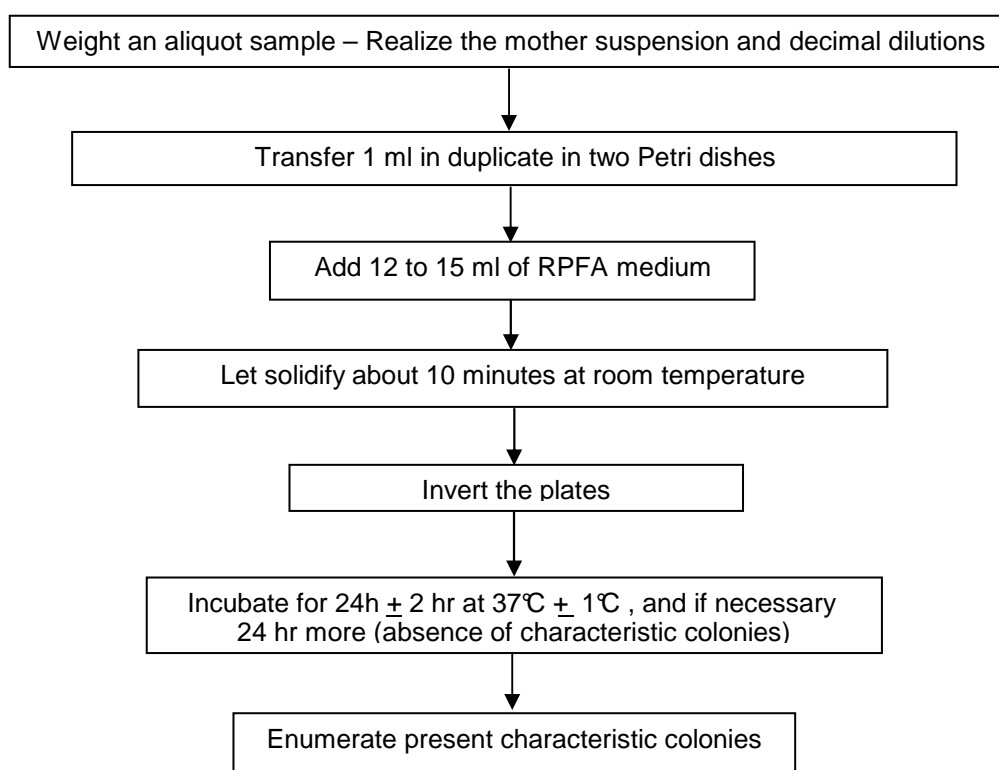 Weight an aliquot sample – Realize the mother suspension and decimal dilutions
Transfer 1 ml in duplicate in two Petri dishes
Add 12 to 15 ml of RPFA medium
Let solidify about 10 minutes at room temperature
Invert the plates
Incubate for 24h ± 2 hr at 37°C ± 1°C , and if necessary
24 hr more (absence of characteristic colonies)
Enumerate present characteristic colonies